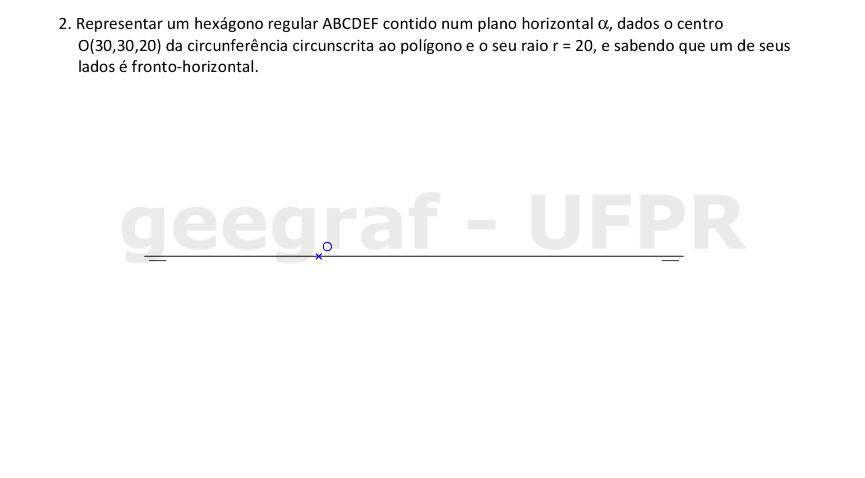 2. Representar um hexágono regular ABCDEF contido num plano horizontal α, dados o centro
O(30,30,20) da circunferência circunscrita ao polígono e o seu raio r = 20, e sabendo que um de seus
lados é fronto-horizontal.
geegraf - UFPR
O